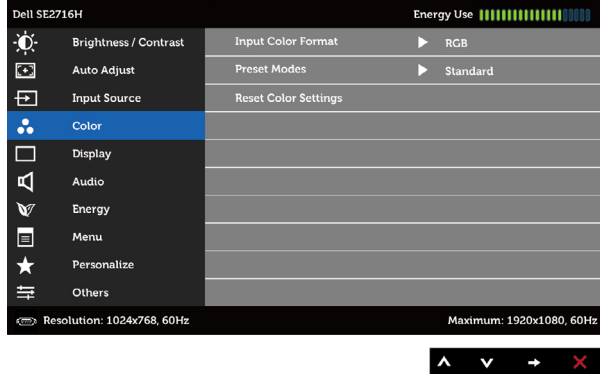 Dell SE2716H Energy Use
Brightness / Contrast
Auto Adjust
Input Source
Color
Display
Audio
Energy
Menu
Personalize
Others
Input Color Format RGB
Preset Modes Standard
Reset Color Settings
Resolution: 1024x768, 60Hz Maximum: 1920x1080, 60Hz